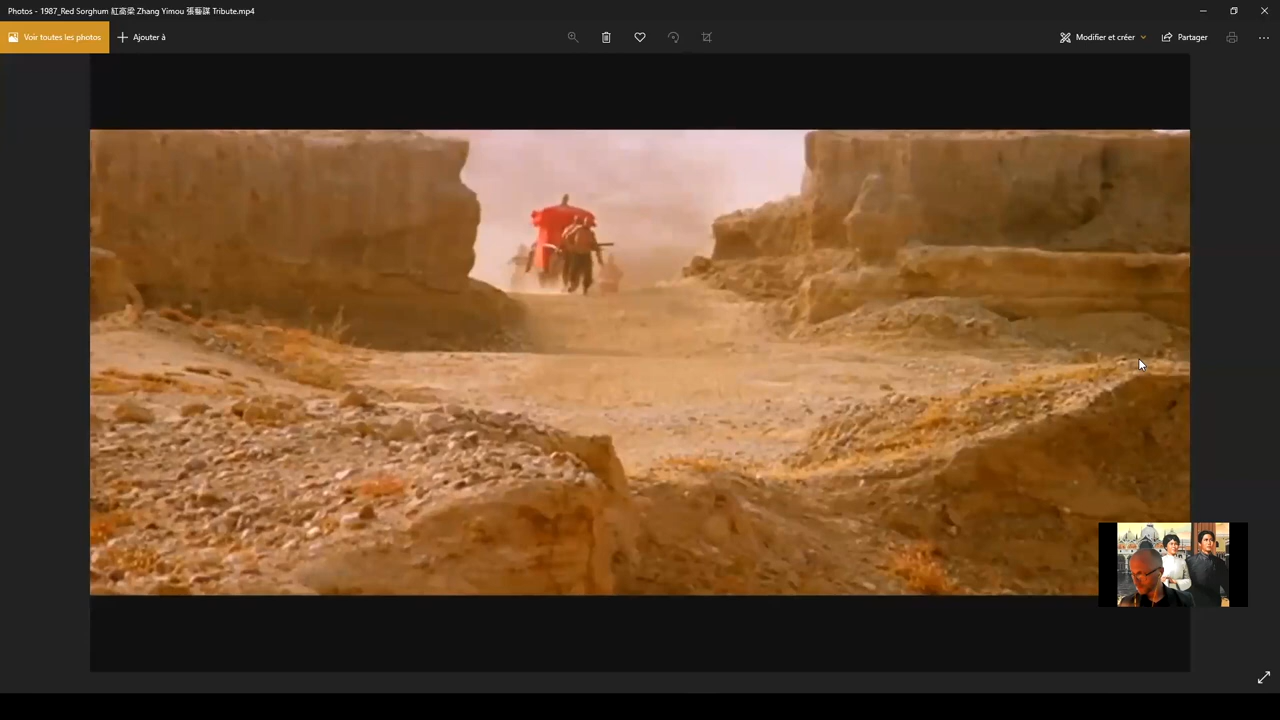 Photos - 1987_Red Sorghum 紅高梁 Zhang Yimou 張藝謀 Tribute.mp4
Voir toutes les photos
Ajouter à
Modifier et créer
Partager